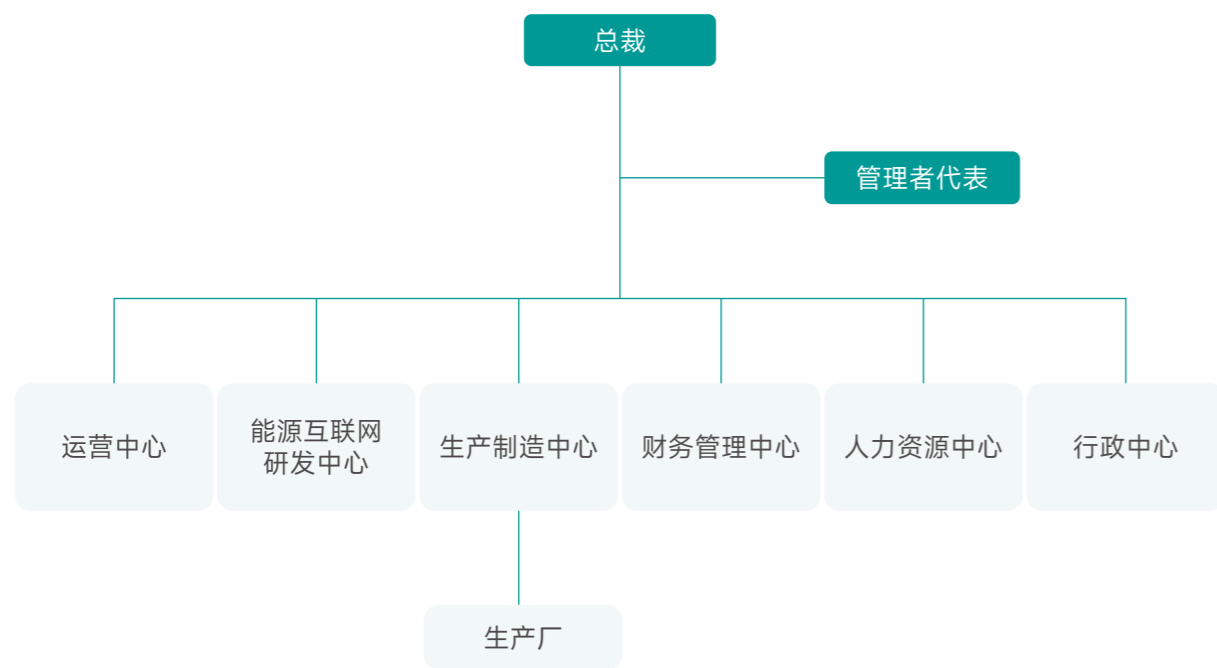 总裁
管理者代表
运营中心
能源互联网
研发中心
生产制造中心
财务管理中心
人力资源中心
行政中心
生产厂